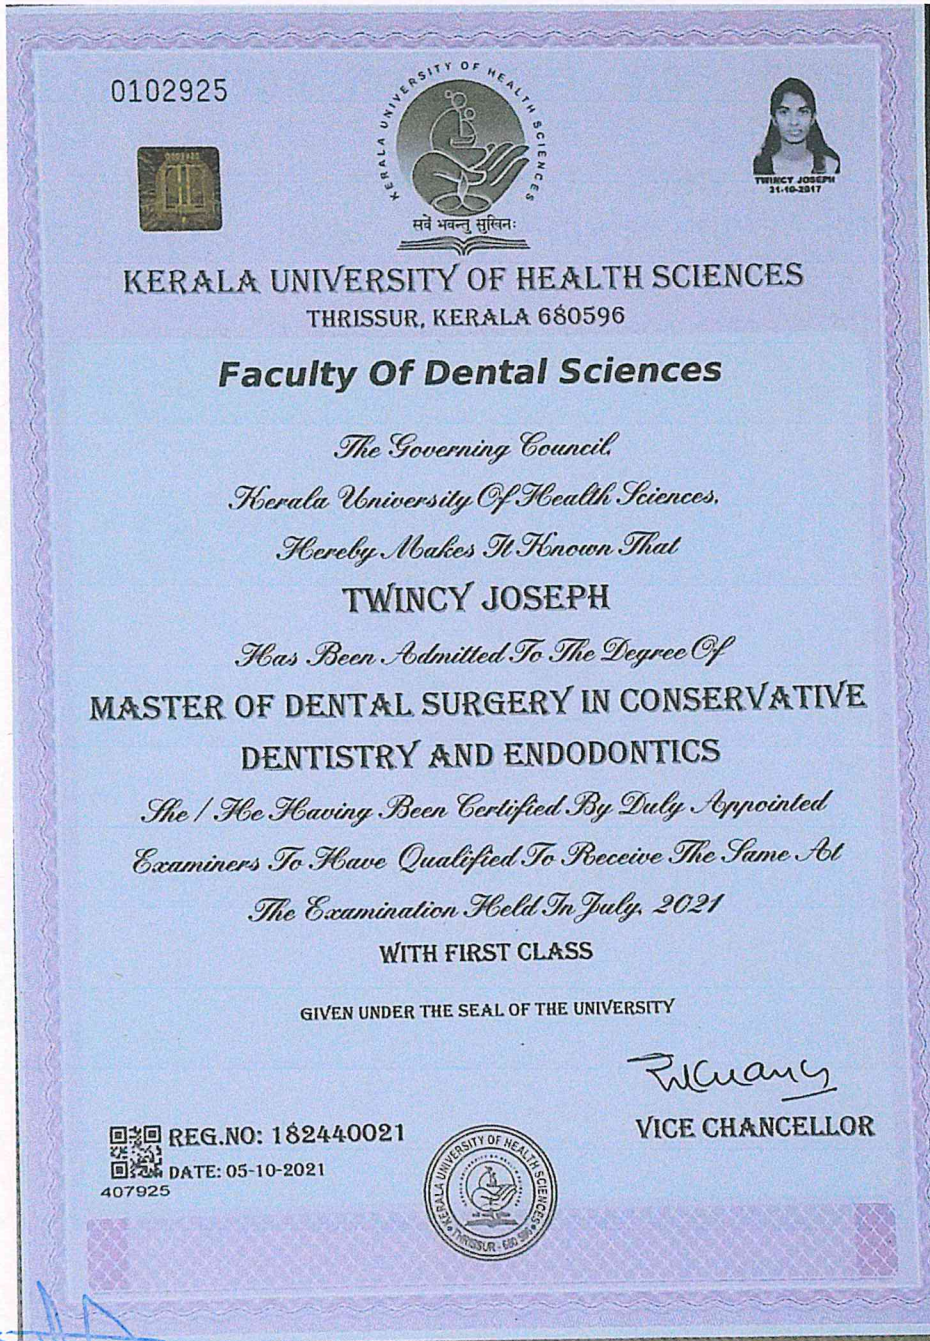 0102925
KERALA UNIVERSITY OF HEALTH SCIENCES
सर्वे भवन्तु सुखिनः
TWINCY JOSEPH
31-10-2017
KERALA UNIVERSITY OF HEALTH SCIENCES
THRISSUR, KERALA 680596
Faculty Of Dental Sciences
The Governing Council,
Kerala University Of Health Sciences,
Hereby Makes It Known That
TWINCY JOSEPH
Has Been Admitted To The Degree Of
MASTER OF DENTAL SURGERY IN CONSERVATIVE
DENTISTRY AND ENDODONTICS
She / He Having Been Certified By Duly Appointed
Examiners To Have Qualified To Receive The Same At
The Examination Held In July, 2021
WITH FIRST CLASS
GIVEN UNDER THE SEAL OF THE UNIVERSITY
VICE CHANCELLOR
REG.NO: 182440021
DATE: 05-10-2021
407925
KERALA UNIVERSITY OF HEALTH SCIENCES
THRISSUR - 680 596